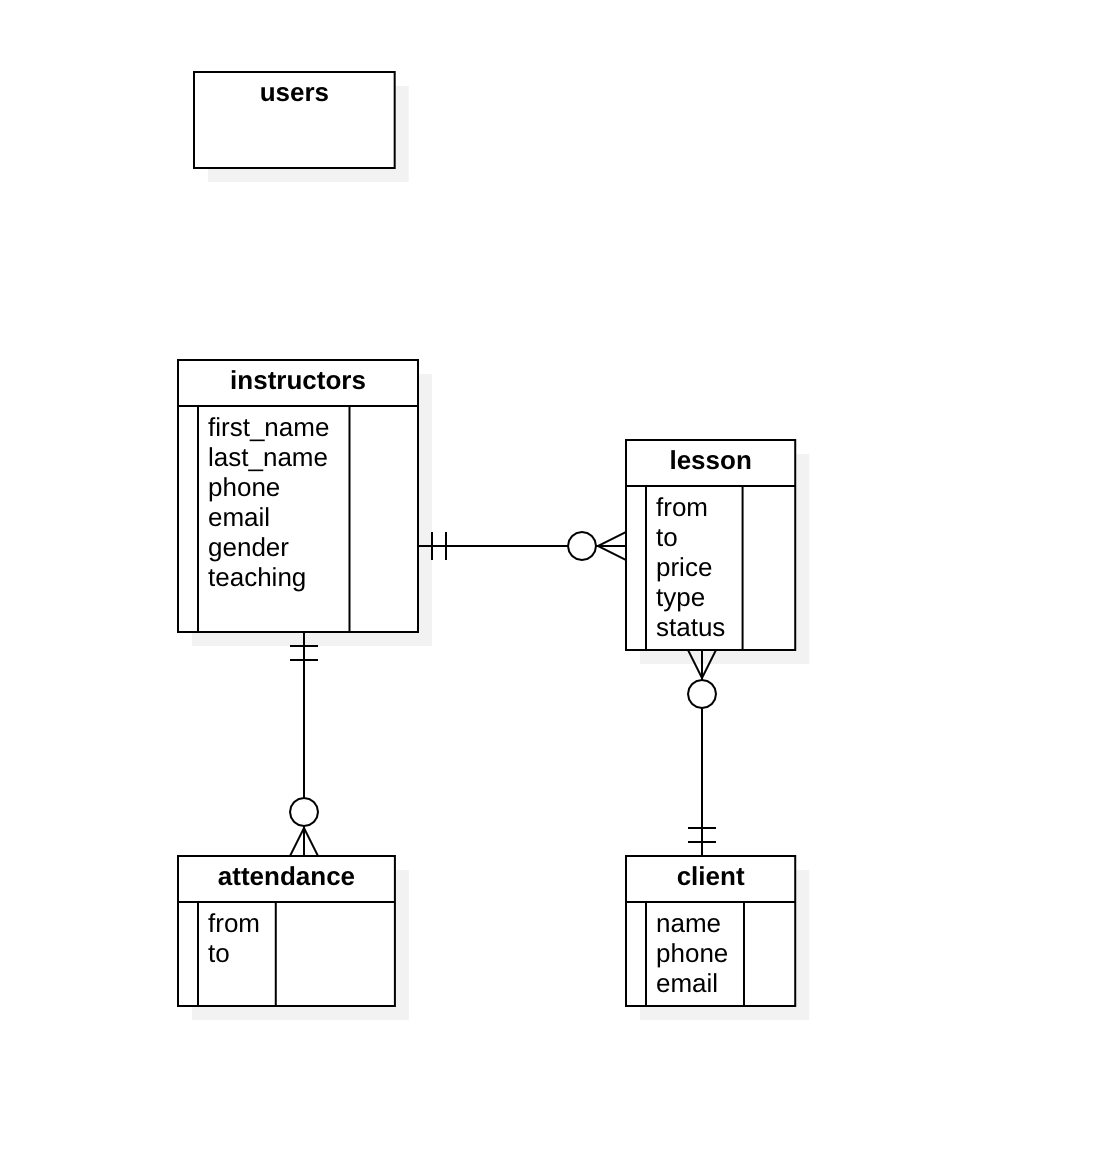 users
instructors
first_name
last_name
phone
email
gender
teaching
lesson
from
to
price
type
status
attendance
from
to
client
name
phone
email